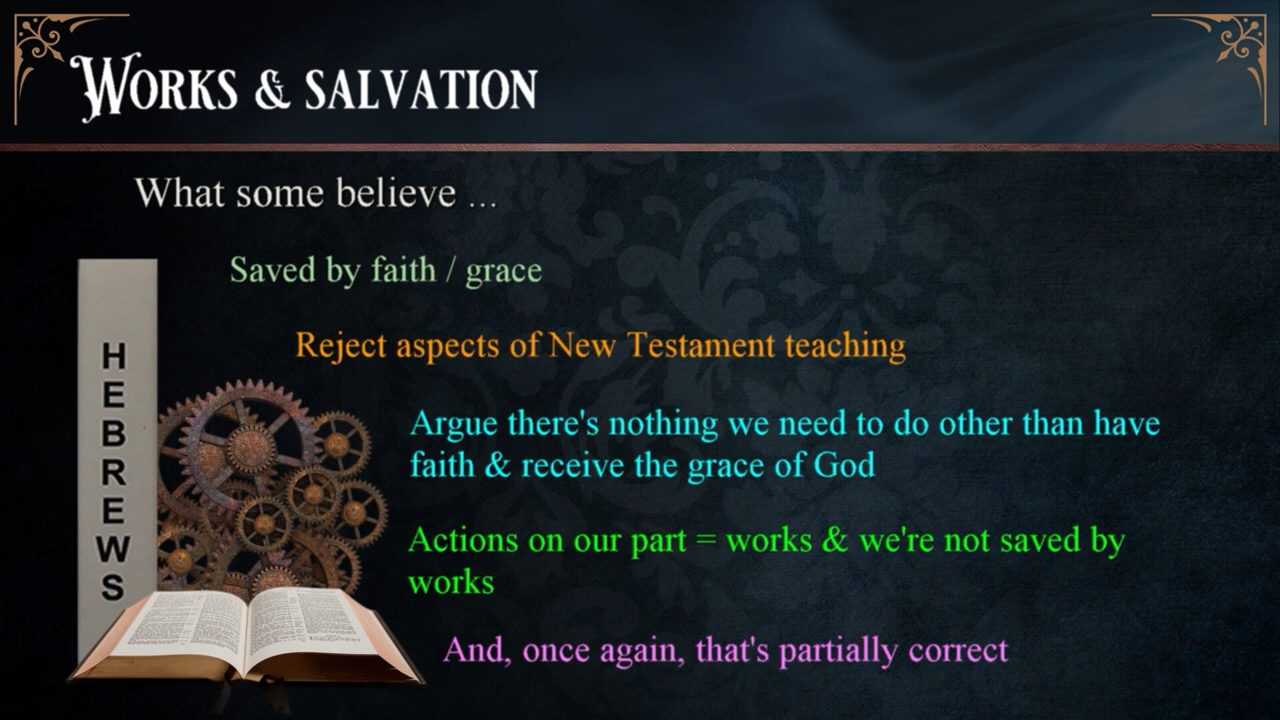 WORKS & SALVATION
What some believe ...
Saved by faith / grace
Reject aspects of New Testament teaching
Argue there's nothing we need to do other than have
faith & receive the grace of God
Actions on our part = works & we're not saved by
works
And, once again, that's partially correct
HEBREWS